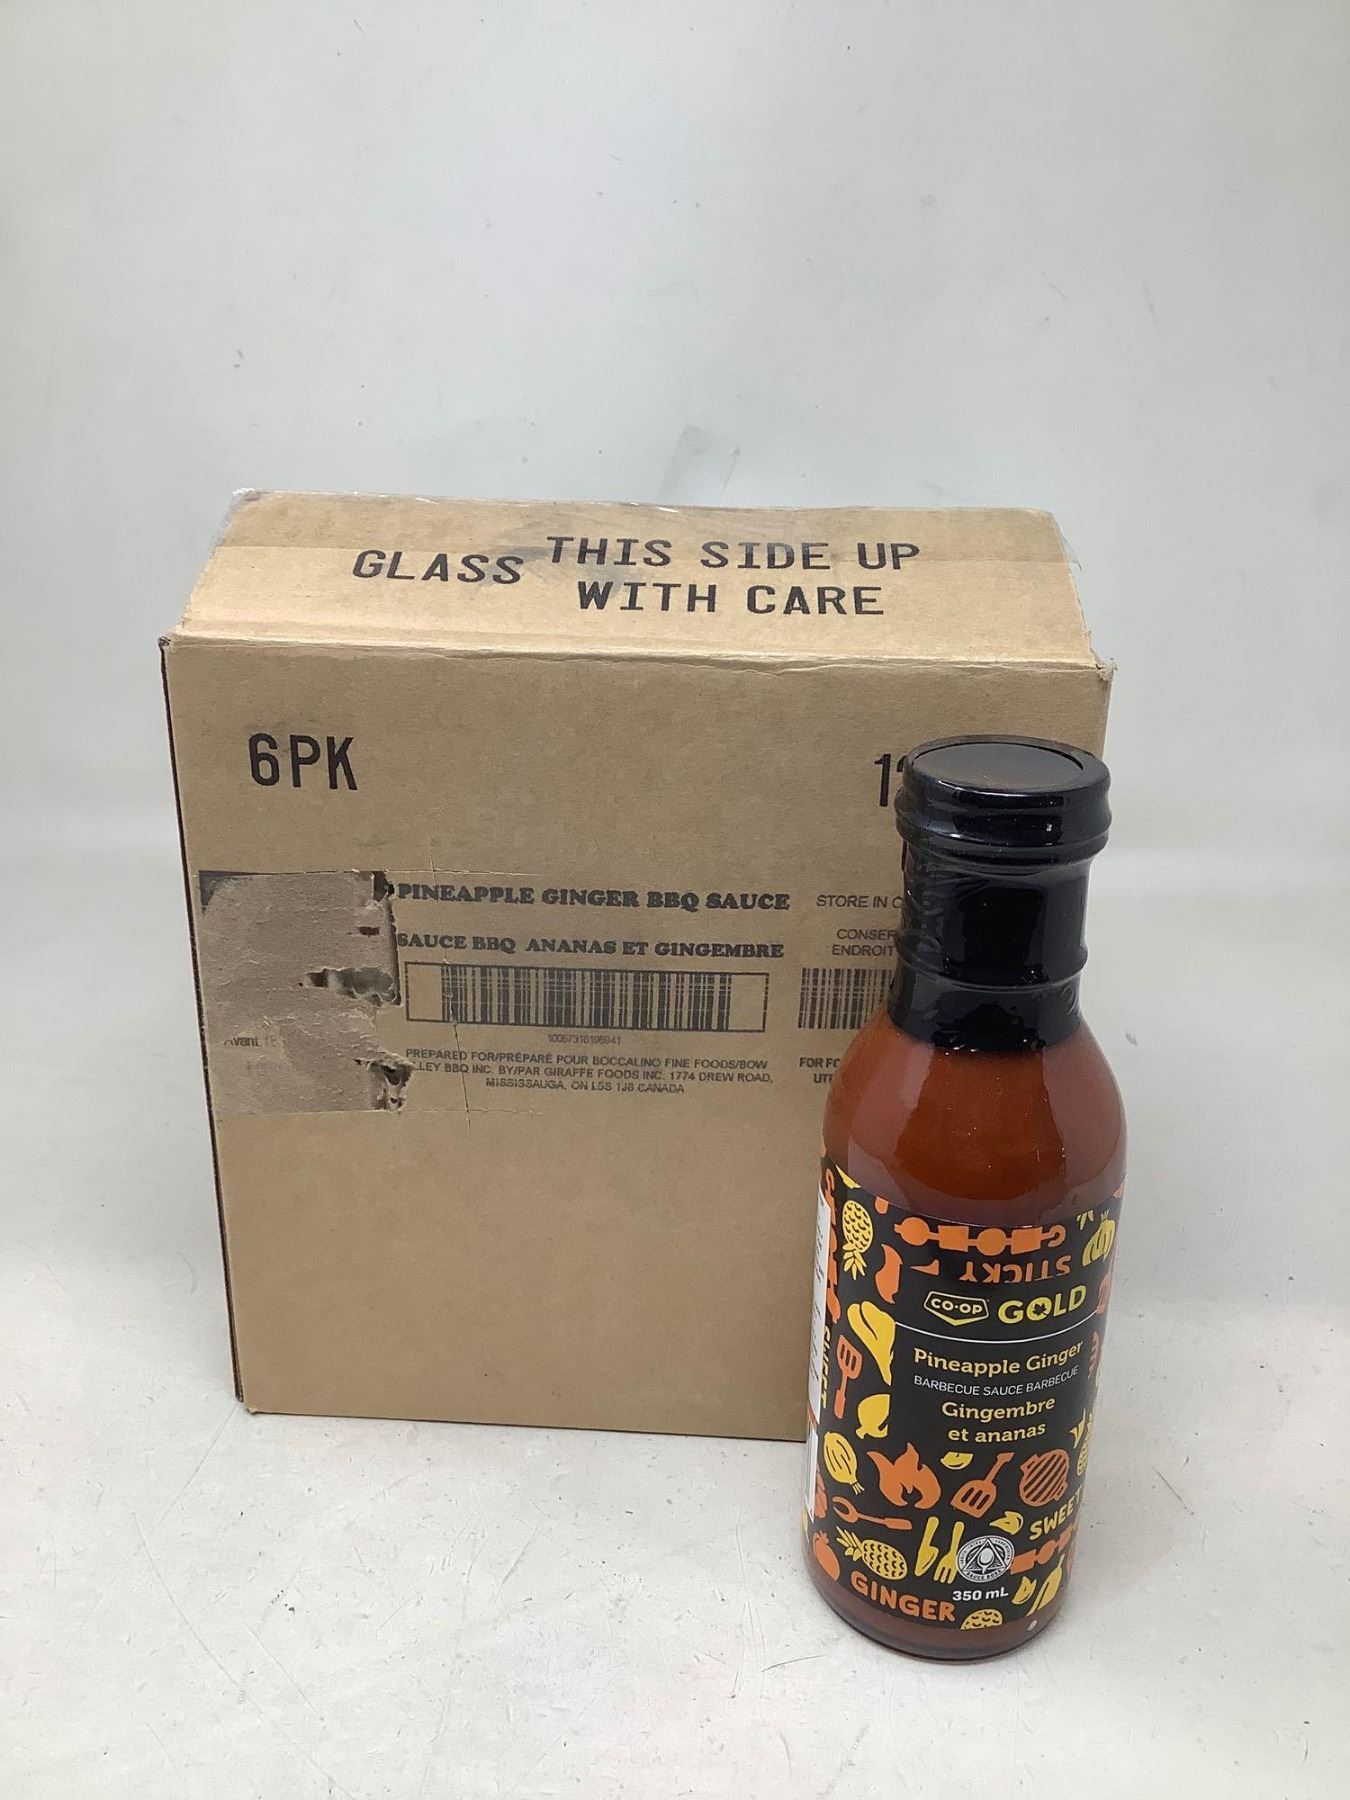 GLASS THIS SIDE UP
WITH CARE
6PK
PINEAPPLE GINGER BBQ SAUCE
STORE IN
SAUCE BBQ ANANAS ET GINGEMBRE
ENDROIT
PREPARED FOR/PRÉPARÉ POUR BOCCALINO FINE FOODS/BOW
BBQ INC. BY/PAR GIRAFFE FOODS INC. 1774 DREW ROAD,
MISSISSAUGA, ON L5S 1J6 CANADA
STICKY
CO·OP GOLD
Pineapple Ginger
BARBECUE SAUCE BARBECUE
Gingembre
et ananas
SWEET
SWEET
GINGER
350 mL